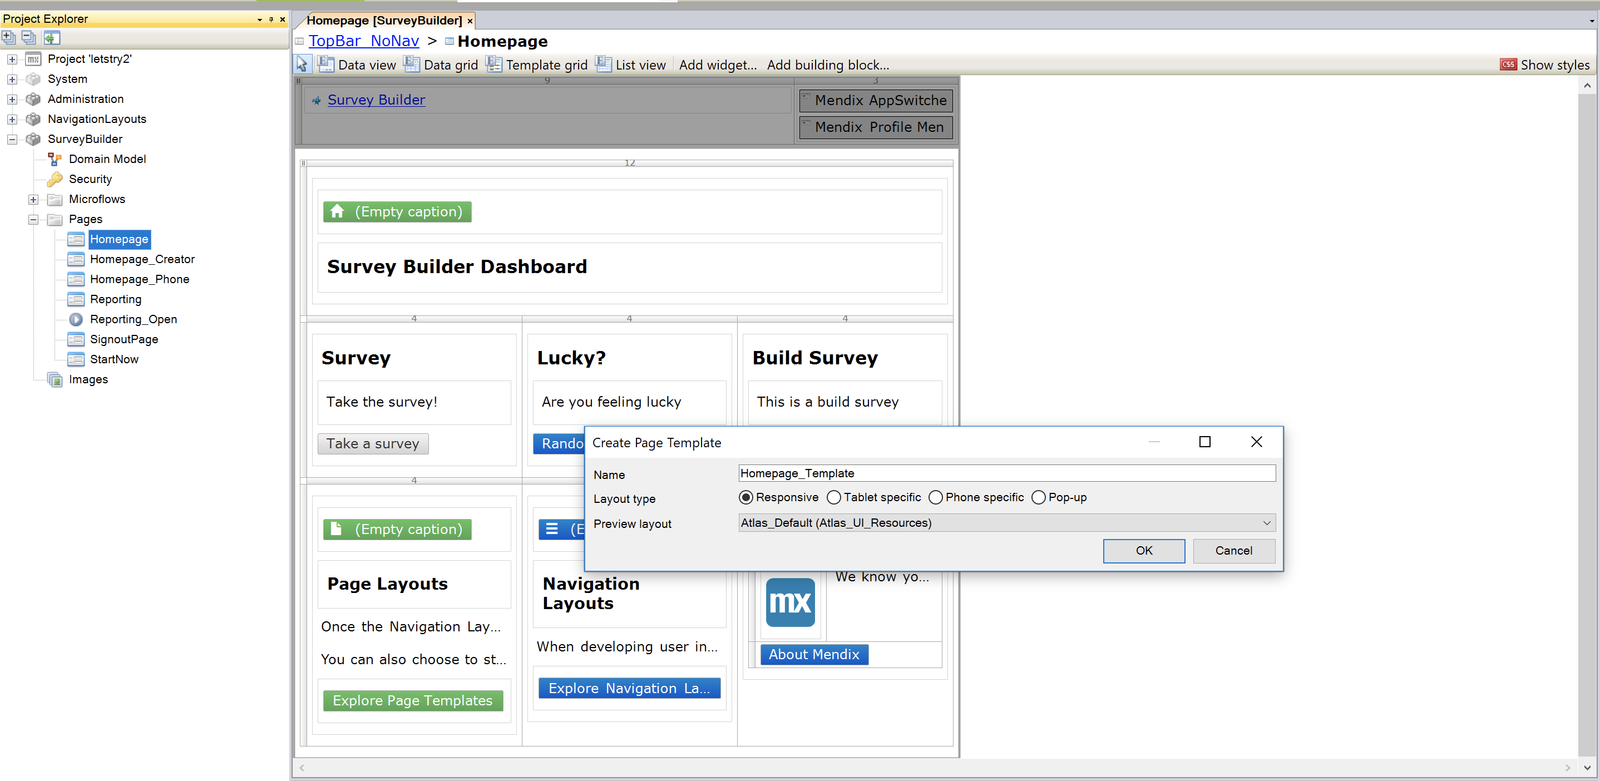 Project Explorer
Project 'letstry2'
System
Administration
NavigationLayouts
SurveyBuilder
Domain Model
Security
Microflows
Pages
Homepage
Homepage_Creator
Homepage_Phone
Reporting
Reporting_Open
SignoutPage
StartNow
Images
Homepage [SurveyBuilder]
TopBar_NoNav > Homepage
Data view Data grid Template grid List view Add widget... Add building block... CSS Show styles
9 3
Survey Builder
Mendix AppSwitche
Mendix Profile Men
12
(Empty caption)
Survey Builder Dashboard
4 4 4
Survey
Take the survey!
Take a survey
Lucky?
Are you feeling lucky
Rando
Build Survey
This is a build survey
4
(Empty caption)
Page Layouts
Once the Navigation Lay...
You can also choose to st...
Explore Page Templates
(E
Navigation
Layouts
When developing user in...
Explore Navigation La...
We know yo...
mx
About Mendix
Create Page Template
Name Homepage_Template
Layout type Responsive Tablet specific Phone specific Pop-up
Preview layout Atlas_Default (Atlas_UI_Resources)
OK Cancel